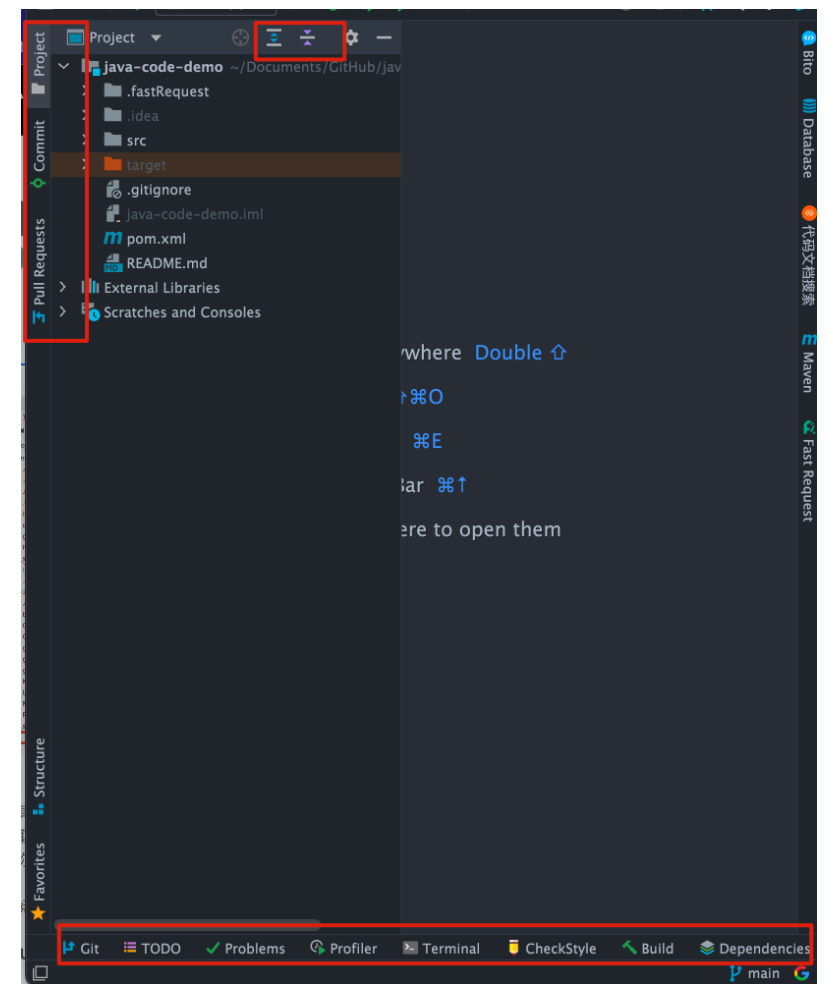 Project
java-code-demo ~/Documents/GitHub/jav
.fastRequest
.idea
src
target
.gitignore
java-code-demo.iml
pom.xml
README.md
External Libraries
Scratches and Consoles
Project
Commit
Pull Requests
Structure
Favorites
ywhere Double ⇧
⇧⌘O
⌘E
Bar ⌘↑
ere to open them
Bito
Database
代码文档搜索
Maven
Fast Request
Git TODO Problems Profiler Terminal CheckStyle Build Dependencies
main